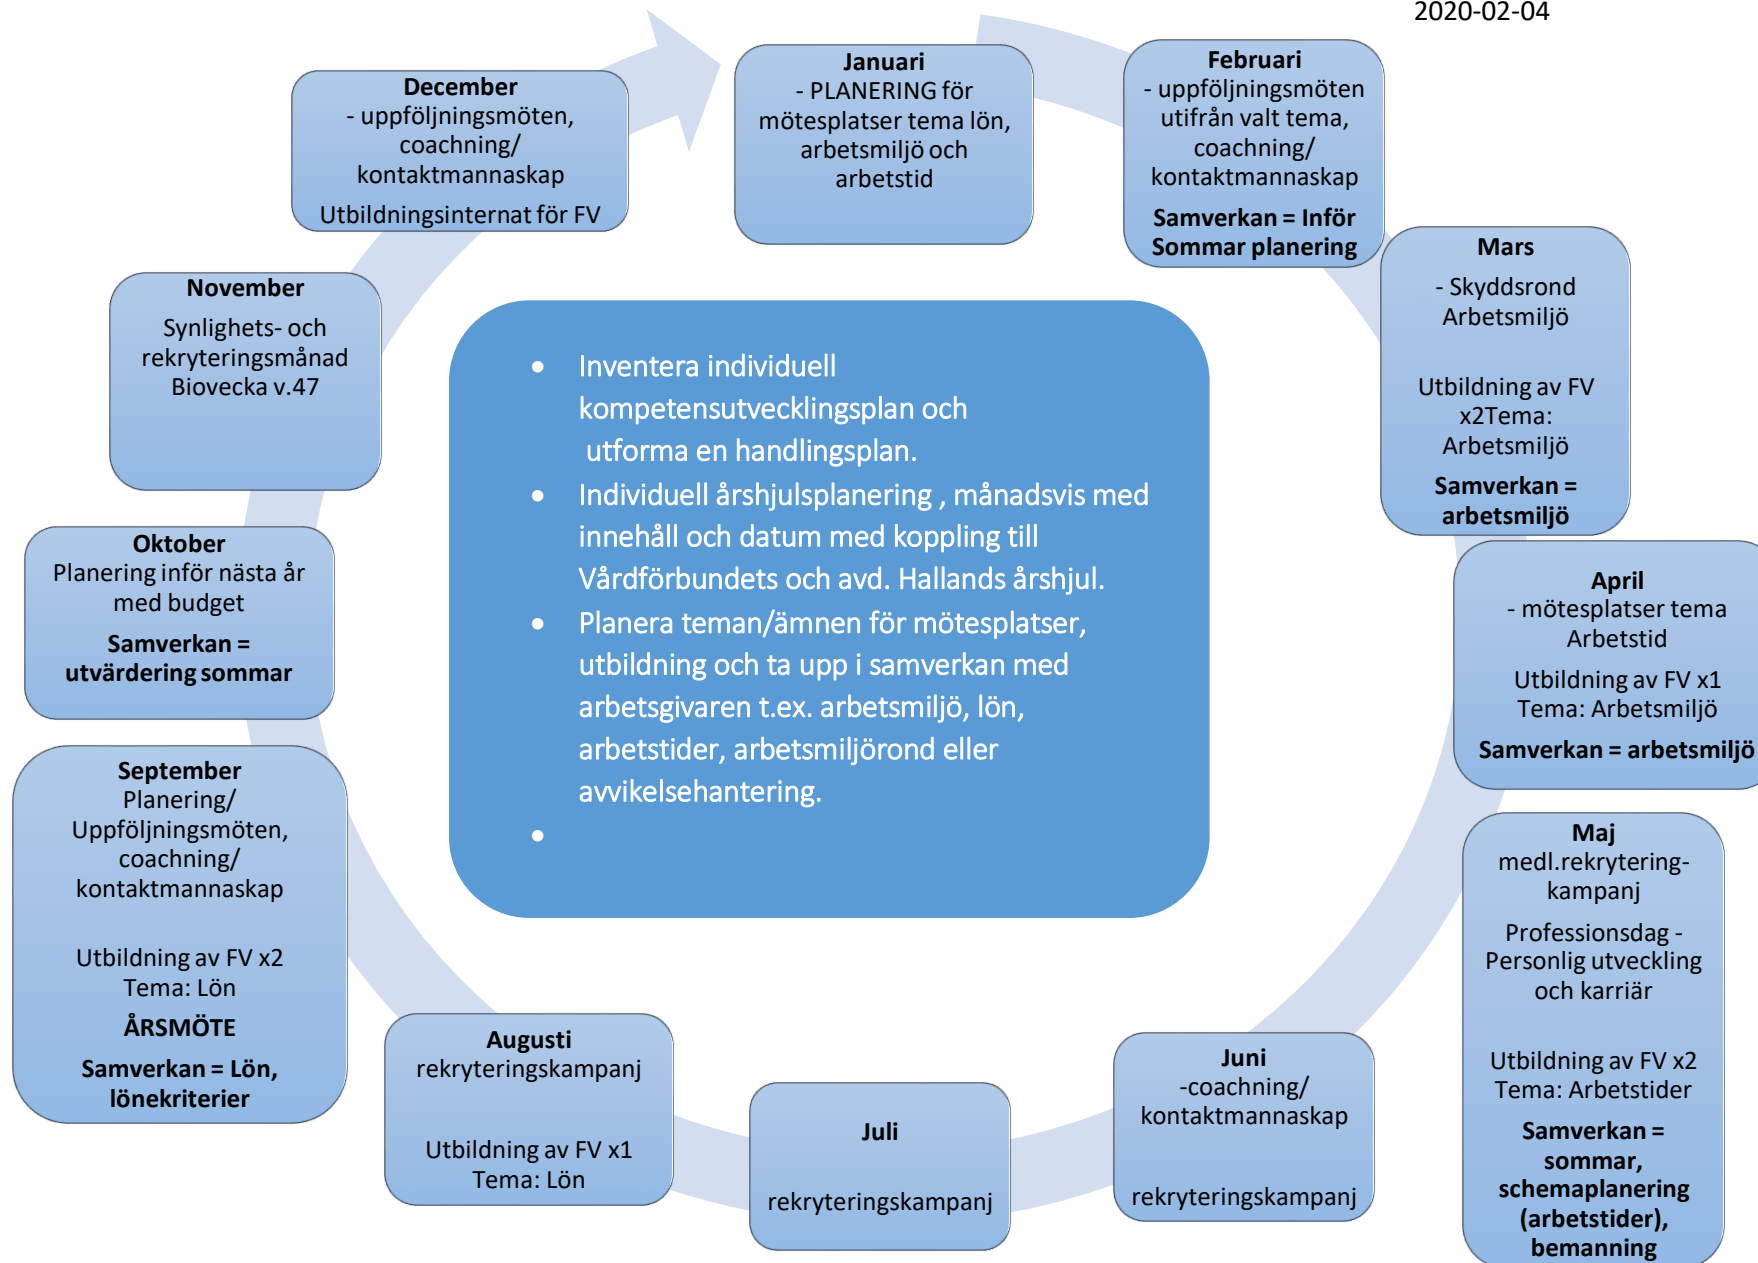 2020-02-04
Januari
- PLANERING för
mötesplatser tema lön,
arbetsmiljö och
arbetstid
Februari
- uppföljningsmöten
utifrån valt tema,
coachning/
kontaktmannaskap
Samverkan = Inför
Sommar planering
Mars
- Skyddsrond
Arbetsmiljö
Utbildning av FV
x2Tema:
Arbetsmiljö
Samverkan =
arbetsmiljö
April
- mötesplatser tema
Arbetstid
Utbildning av FV x1
Tema: Arbetsmiljö
Samverkan = arbetsmiljö
Maj
medl.rekrytering-
kampanj
Professionsdag -
Personlig utveckling
och karriär
Utbildning av FV x2
Tema: Arbetstider
Samverkan =
sommar,
schemaplanering
(arbetstider),
bemanning
Juni
-coachning/
kontaktmannaskap
rekryteringskampanj
Juli
rekryteringskampanj
Augusti
rekryteringskampanj
Utbildning av FV x1
Tema: Lön
September
Planering/
Uppföljningsmöten,
coachning/
kontaktmannaskap
Utbildning av FV x2
Tema: Lön
ÅRSMÖTE
Samverkan = Lön,
lönekriterier
Oktober
Planering inför nästa år
med budget
Samverkan =
utvärdering sommar
November
Synlighets- och
rekryteringsmånad
Biovecka v.47
December
- uppföljningsmöten,
coachning/
kontaktmannaskap
Utbildningsinternat för FV
• Inventera individuell
kompetensutvecklingsplan och
utforma en handlingsplan.
• Individuell årshjulsplanering , månadsvis med
innehåll och datum med koppling till
Vårdförbundets och avd. Hallands årshjul.
• Planera teman/ämnen för mötesplatser,
utbildning och ta upp i samverkan med
arbetsgivaren t.ex. arbetsmiljö, lön,
arbetstider, arbetsmiljörond eller
avvikelsehantering.
•